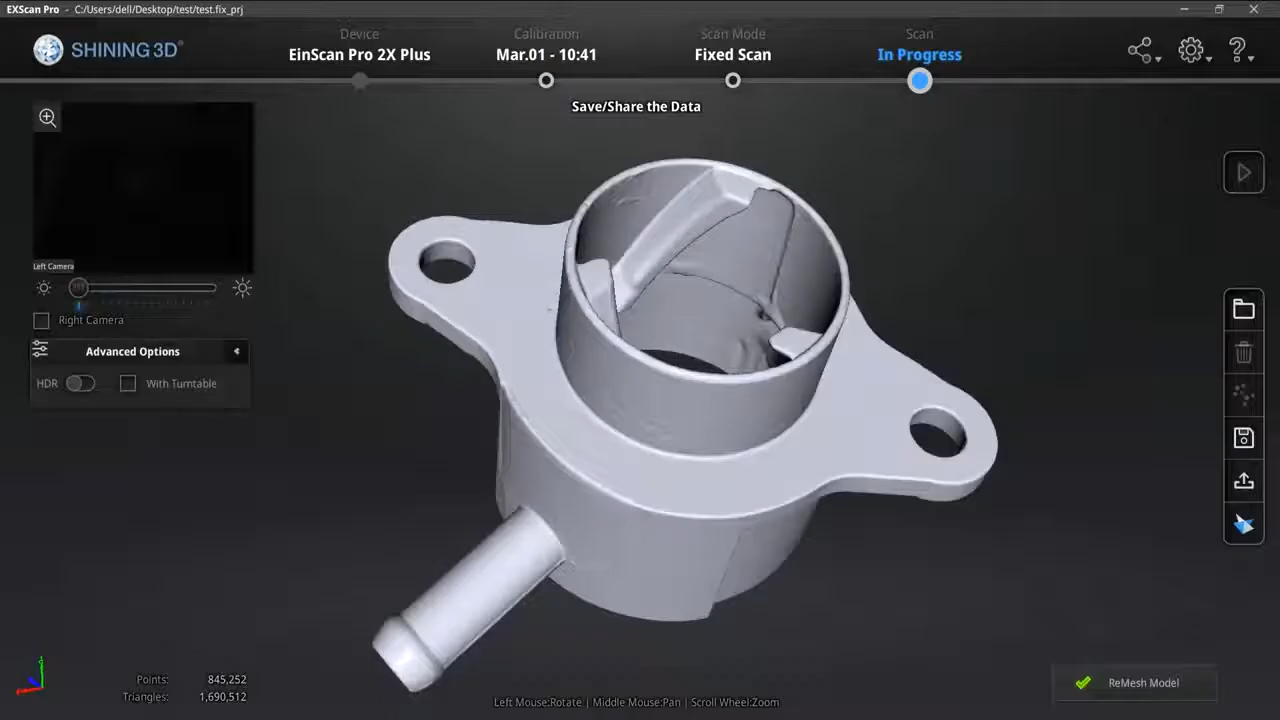 EXScan Pro - C:/Users/dell/Desktop/test/test.fix_prj
SHINING 3D®
Device
EinScan Pro 2X Plus
Calibration
Mar.01 - 10:41
Scan Mode
Fixed Scan
Scan
In Progress
Save/Share the Data
Left Camera
Right Camera
Advanced Options
HDR
With Turntable
Points: 845,252
Triangles: 1,690,512
Left Mouse:Rotate | Middle Mouse:Pan | Scroll Wheel:Zoom
ReMesh Model